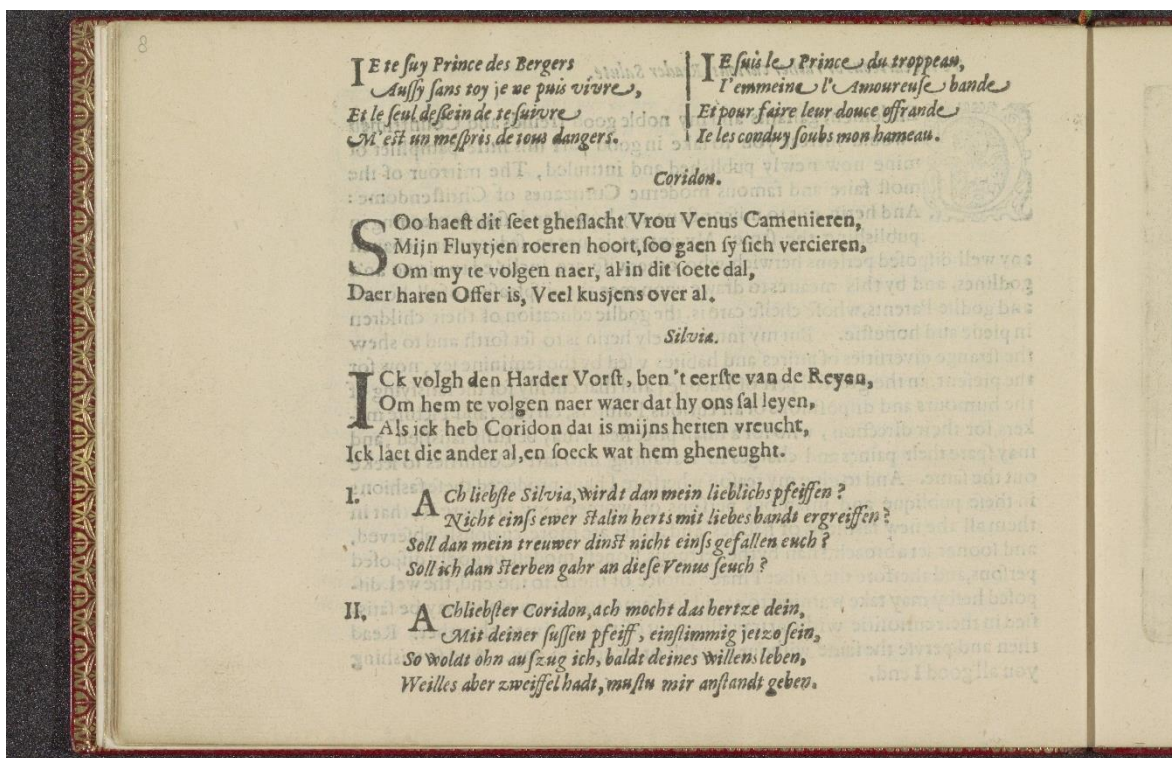 8
IE te ſuy Prince des Bergers
Auſſy ſans toy je ne puis vivre,
Et le ſeul deſſein de te ſuivre
M'eſt un meſpris de tous dangers.
IE ſuis le Prince du troppeau,
I'emmeine l'Amoureuſe bande
Et pour faire leur douce offrande
Ie les conduy ſoubs mon hameau.
Coridon.
SOo haeſt dit ſeet gheſlacht Vrou Venus Camenieren,
Mijn Fluytien roeren hoort, ſoo gaen ſy ſich vercieren,
Om my te volgen naer, al in dit ſoete dal,
Daer haren Offer is, Veel kusjens over al.
Silvia.
ICk volgh den Harder Vorſt, ben 't eerſte van de Reyen,
Om hem te volgen naer waer dat hy ons ſal leyen,
Als ick heb Coridon dat is mijns herten vreucht,
Ick laet die ander al, en ſoeck wat hem gheneught.
I. ACh liebſte Silvia, wirdt dan mein lieblichs pfeiffen?
Nicht einſs ewer ſtalin herts mit liebes bandt ergreiffen?
Soll dan mein treuwer dinſt nicht einſs gefallen euch?
Soll ich dan ſterben gahr an dieſe Venus ſeuch?
II. ACh liebſter Coridon, ach mocht das hertze dein,
Mit deiner ſuſſen pfeiff, einſtimmig jetzo ſein,
So woldt ohn aufzug ich, baldt deines willens leben,
Weilles aber zweiffel hadt, muſtu mir anſtandt geben.